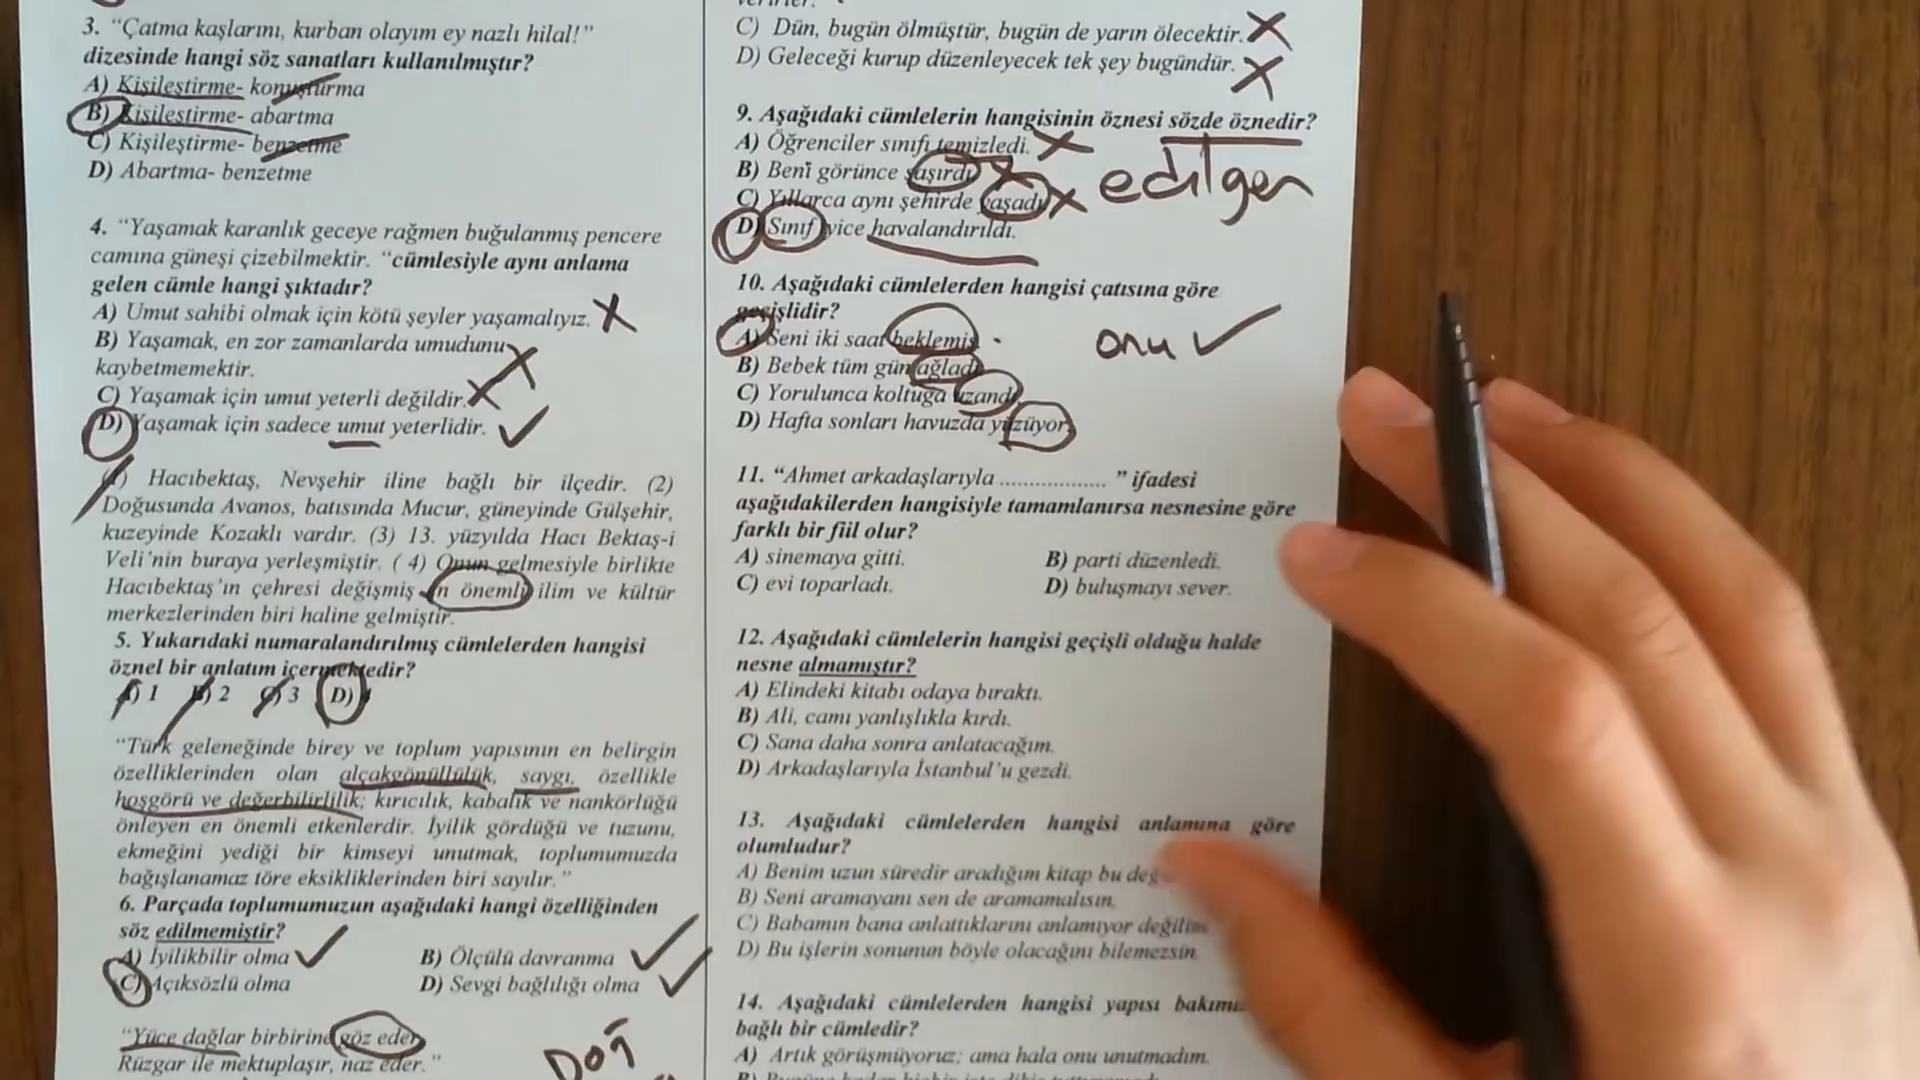 3. “Çatma kaşlarını, kurban olayım ey nazlı hilal!”
dizesinde hangi söz sanatları kullanılmıştır?
A) Kişileştirme- konuşturma
B) Kişileştirme- abartma
C) Kişileştirme- benzetme
D) Abartma- benzetme
4. “Yaşamak karanlık geceye rağmen buğulanmış pencere
camına güneşi çizebilmektir. “cümlesiyle aynı anlama
gelen cümle hangi şıktadır?
A) Umut sahibi olmak için kötü şeyler yaşamalıyız.
B) Yaşamak, en zor zamanlarda umudunu
kaybetmemektir.
C) Yaşamak için umut yeterli değildir.
D) Yaşamak için sadece umut yeterlidir.
(1) Hacıbektaş, Nevşehir iline bağlı bir ilçedir. (2)
Doğusunda Avanos, batısında Mucur, güneyinde Gülşehir,
kuzeyinde Kozaklı vardır. (3) 13. yüzyılda Hacı Bektaş-i
Veli’nin buraya yerleşmiştir. ( 4) Onun gelmesiyle birlikte
Hacıbektaş’ın çehresi değişmiş en önemli ilim ve kültür
merkezlerinden biri haline gelmiştir.
5. Yukarıdaki numaralandırılmış cümlelerden hangisi
öznel bir anlatım içermektedir?
A) 1 B) 2 C) 3 D) 4
“Türk geleneğinde birey ve toplum yapısının en belirgin
özelliklerinden olan alçakgönüllülük, saygı, özellikle
hoşgörü ve değerbilirlilik; kırıcılık, kabalık ve nankörlüğü
önleyen en önemli etkenlerdir. İyilik gördüğü ve tuzunu,
ekmeğini yediği bir kimseyi unutmak, toplumumuzda
bağışlanamaz töre eksikliklerinden biri sayılır.”
6. Parçada toplumumuzun aşağıdaki hangi özelliğinden
söz edilmemiştir?
A) İyilikbilir olma B) Ölçülü davranma
C) Açıksözlü olma D) Sevgi bağlılığı olma
“Yüce dağlar birbirine göz eder,
Rüzgar ile mektuplaşır, naz eder.”
C) Dün, bugün ölmüştür, bugün de yarın ölecektir.
D) Geleceği kurup düzenleyecek tek şey bugündür.
9. Aşağıdaki cümlelerin hangisinin öznesi sözde öznedir?
A) Öğrenciler sınıfı temizledi.
B) Beni görünce şaşırdı.
C) Yıllarca aynı şehirde yaşadı.
D) Sınıf iyice havalandırıldı.
edilgen
10. Aşağıdaki cümlelerden hangisi çatısına göre
geçişlidir?
A) Seni iki saat beklemiş.
B) Bebek tüm gün ağladı.
C) Yorulunca koltuğa uzandı.
D) Hafta sonları havuzda yüzüyor.
onu ✓
11. “Ahmet arkadaşlarıyla .................. ” ifadesi
aşağıdakilerden hangisiyle tamamlanırsa nesnesine göre
farklı bir fiil olur?
A) sinemaya gitti. B) parti düzenledi.
C) evi toparladı. D) buluşmayı sever.
12. Aşağıdaki cümlelerin hangisi geçişli olduğu halde
nesne almamıştır?
A) Elindeki kitabı odaya bıraktı.
B) Ali, camı yanlışlıkla kırdı.
C) Sana daha sonra anlatacağım.
D) Arkadaşlarıyla İstanbul’u gezdi.
13. Aşağıdaki cümlelerden hangisi anlamına göre
olumludur?
A) Benim uzun süredir aradığım kitap bu
B) Seni aramayanı sen de aramamalısın.
C) Babamın bana anlattıklarını anlamıyor değilim
D) Bu işlerin sonunun böyle olacağını bilemezsin.
14. Aşağıdaki cümlelerden hangisi yapısı
bağlı bir cümledir?
A) Artık görüşmüyoruz; ama hala onu unutmadım.